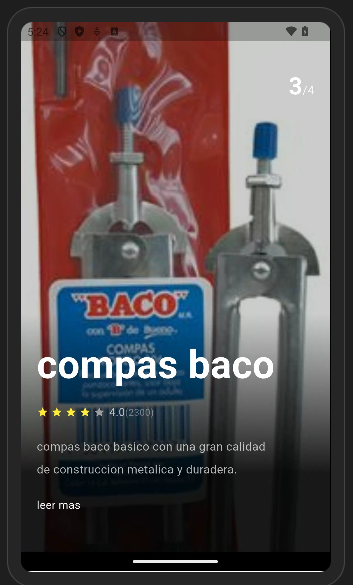 5:24
3/4
"BACO"
con "B" de Bueno.
COMPAS
compas baco
4.0(2300)
compas baco basico con una gran calidad
de construccion metalica y duradera.
leer mas